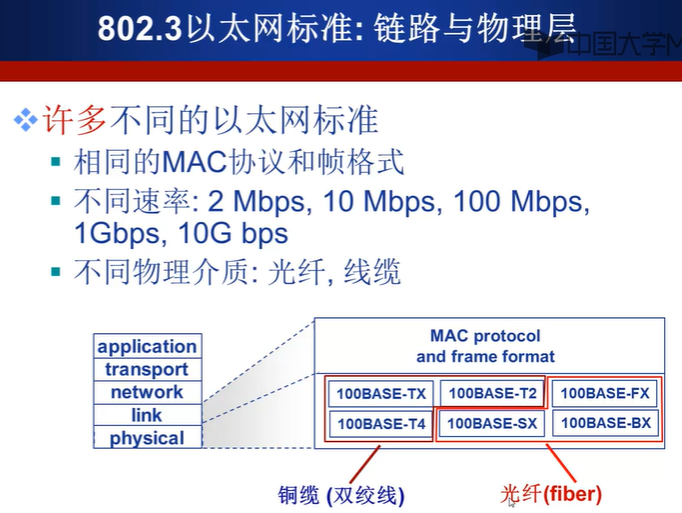 802.3以太网标准: 链路与物理层
中国大学M
许多不同的以太网标准
相同的MAC协议和帧格式
不同速率: 2 Mbps, 10 Mbps, 100 Mbps,
1Gbps, 10G bps
不同物理介质: 光纤, 线缆
application
transport
network
link
physical
MAC protocol
and frame format
100BASE-TX
100BASE-T2
100BASE-FX
100BASE-T4
100BASE-SX
100BASE-BX
铜缆 (双绞线)
光纤(fiber)